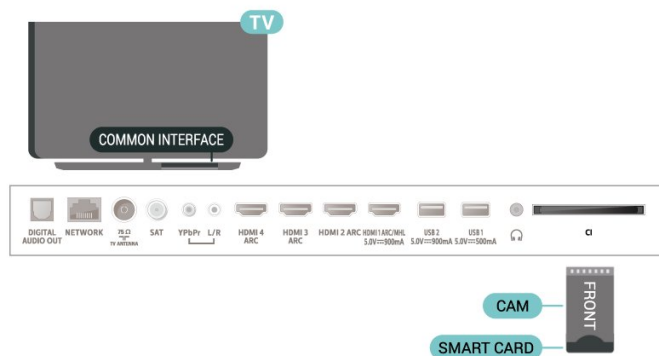 TV
COMMON INTERFACE
DIGITAL
AUDIO OUT
NETWORK
75 Ω
TV ANTENNA
SAT
YPbPr
L/R
HDMI 4
ARC
HDMI 3
ARC
HDMI 2 ARC
HDMI 1 ARC/MHL
5.0V⎓900mA
USB 2
5.0V⎓900mA
USB 1
5.0V⎓500mA
CI
CAM
FRONT
SMART CARD